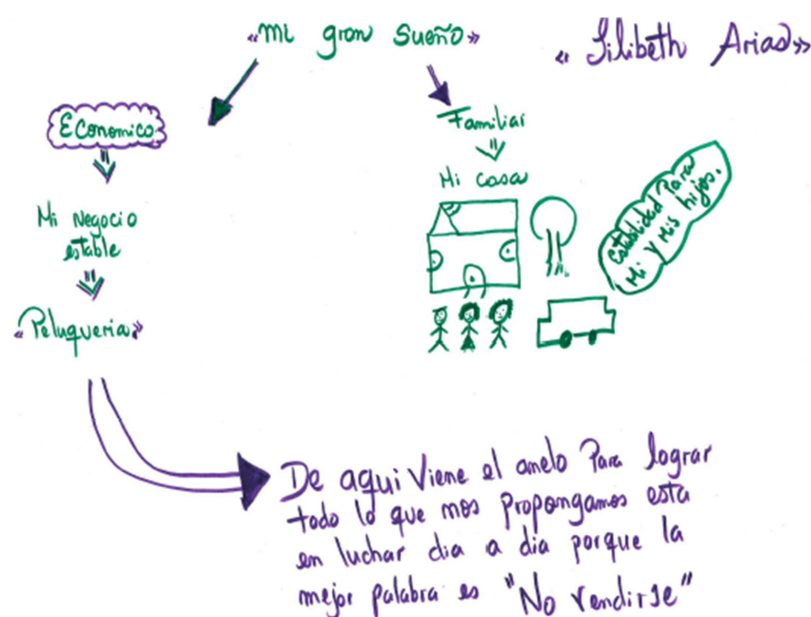 «Mi gran Sueño»
« Lilibeth Arias»
Economico
Mi Negocio
estable
«Peluqueria»
Familiar
Mi casa
estabilidad Para
Mi Y Mis hijos.
De aqui Viene el anelo Para lograr
todo lo que nos propongamos esta
en luchar dia a dia porque la
mejor palabra es "No rendirse"